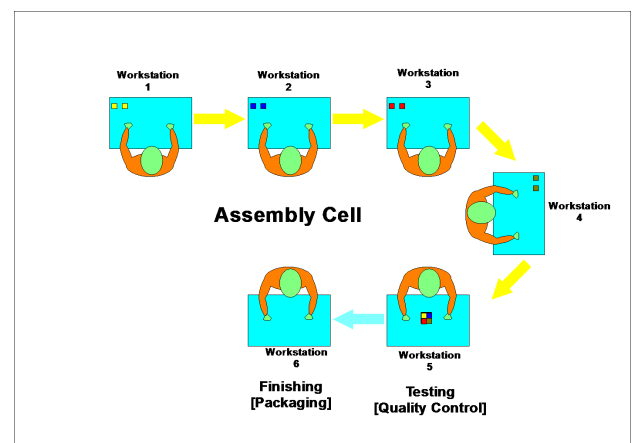 Workstation
1
Workstation
2
Workstation
3
Workstation
4
Assembly Cell
Workstation
5
Workstation
6
Testing
[Quality Control]
Finishing
[Packaging]